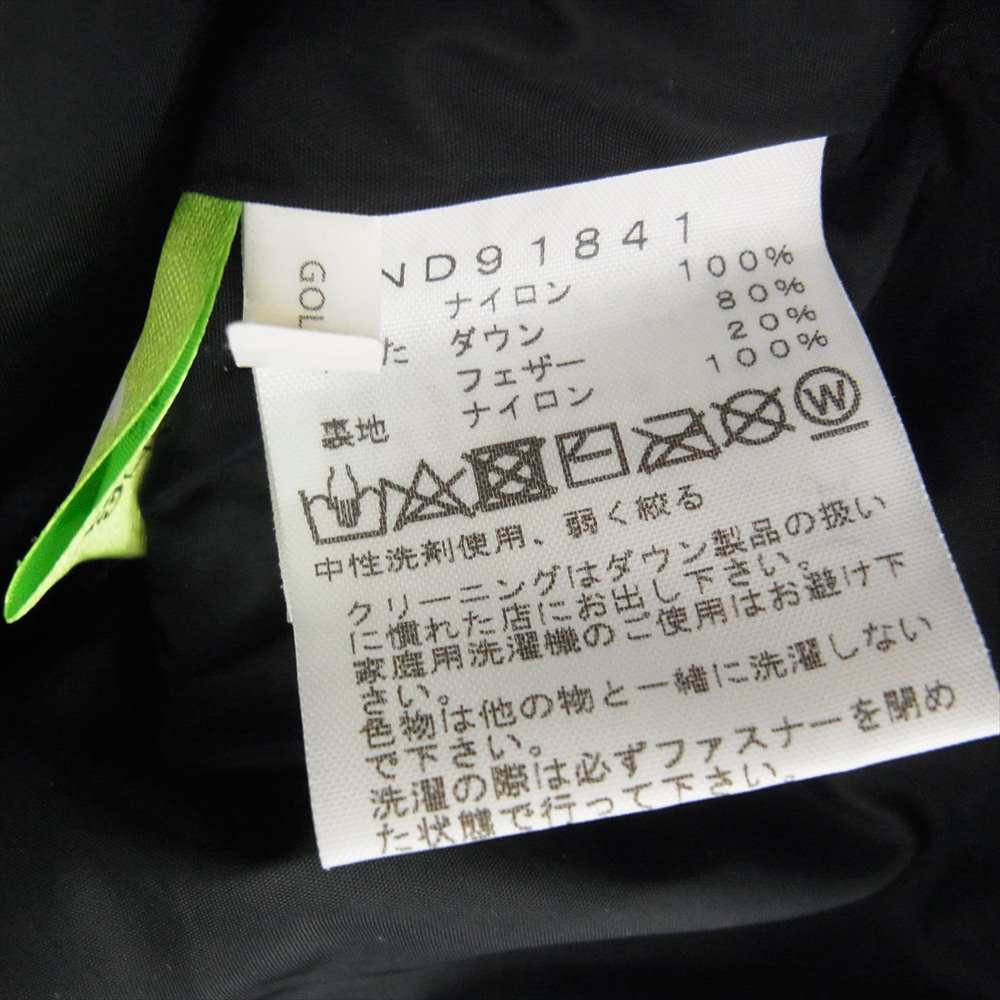 GOL
ND91841
ナイロン 100%
た ダウン 80%
フェザー 20%
裏地 ナイロン 100%
W
中性洗剤使用、弱く絞る
クリーニングはダウン製品の扱い
に慣れた店にお出し下さい。
家庭用洗濯機のご使用はお避け下
さい。
色物は他の物と一緒に洗濯しない
で下さい。
洗濯の際は必ずファスナーを閉め
た状態で行って下さい。